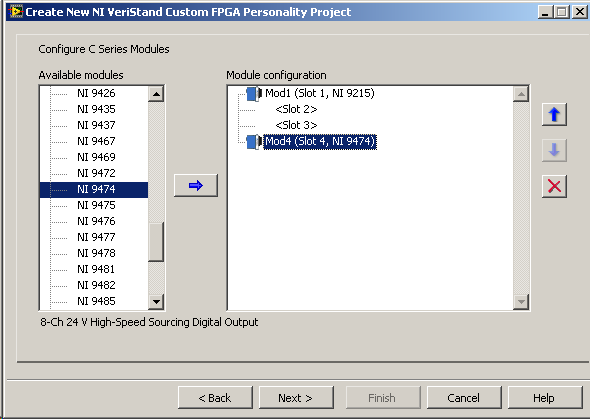 Create New NI VeriStand Custom FPGA Personality Project
Configure C Series Modules
Available modules
NI 9426
NI 9435
NI 9437
NI 9467
NI 9469
NI 9472
NI 9474
NI 9475
NI 9476
NI 9477
NI 9478
NI 9481
NI 9482
NI 9485
8-Ch 24 V High-Speed Sourcing Digital Output
Module configuration
Mod1 (Slot 1, NI 9215)
<Slot 2>
<Slot 3>
Mod4 (Slot 4, NI 9474)
< Back
Next >
Finish
Cancel
Help